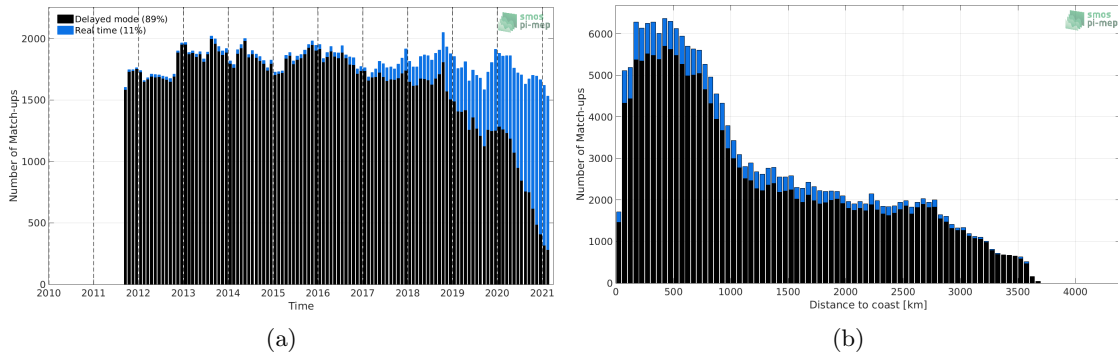 Delayed mode (89%)
Real time (11%)
smos
pi-mep
2000
1500
1000
500
0
Number of Match-ups
2010 2011 2012 2013 2014 2015 2016 2017 2018 2019 2020 2021
Time
(a)
smos
pi-mep
6000
5000
4000
3000
2000
1000
0
Number of Match-ups
0 500 1000 1500 2000 2500 3000 3500 4000
Distance to coast [km]
(b)